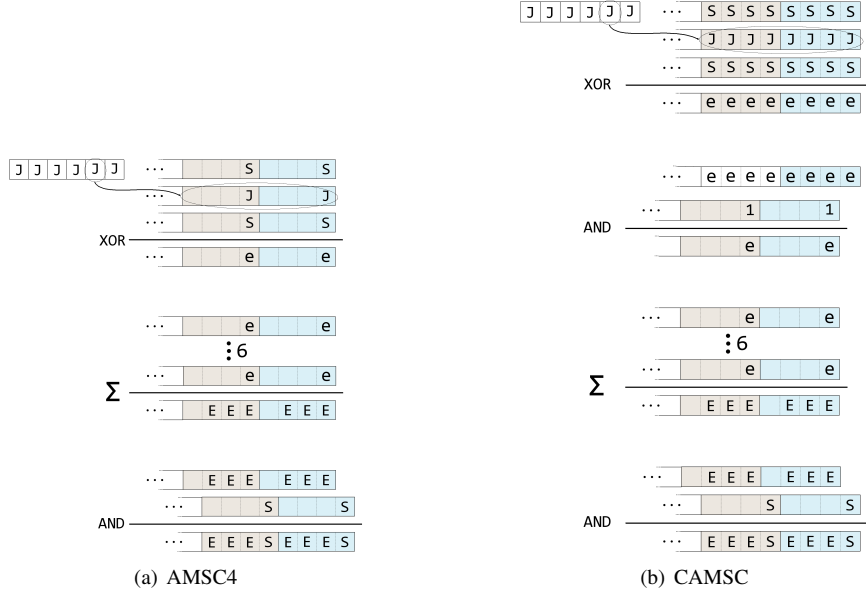 J J J J J J
··· S S
··· J J
··· S S
XOR
··· e e
··· e e
⋮6
··· e e
Σ
··· E E E E E E
··· E E E E E E
··· S S
AND
··· E E E S E E E S
(a) AMSC4
J J J J J J
··· S S S S S S S S
··· J J J J J J J J
··· S S S S S S S S
XOR
··· e e e e e e e e
··· e e e e e e e e
··· 1 1
AND
··· e e
··· e e
⋮6
··· e e
Σ
··· E E E E E E
··· E E E E E E
··· S S
AND
··· E E E S E E E S
(b) CAMSC